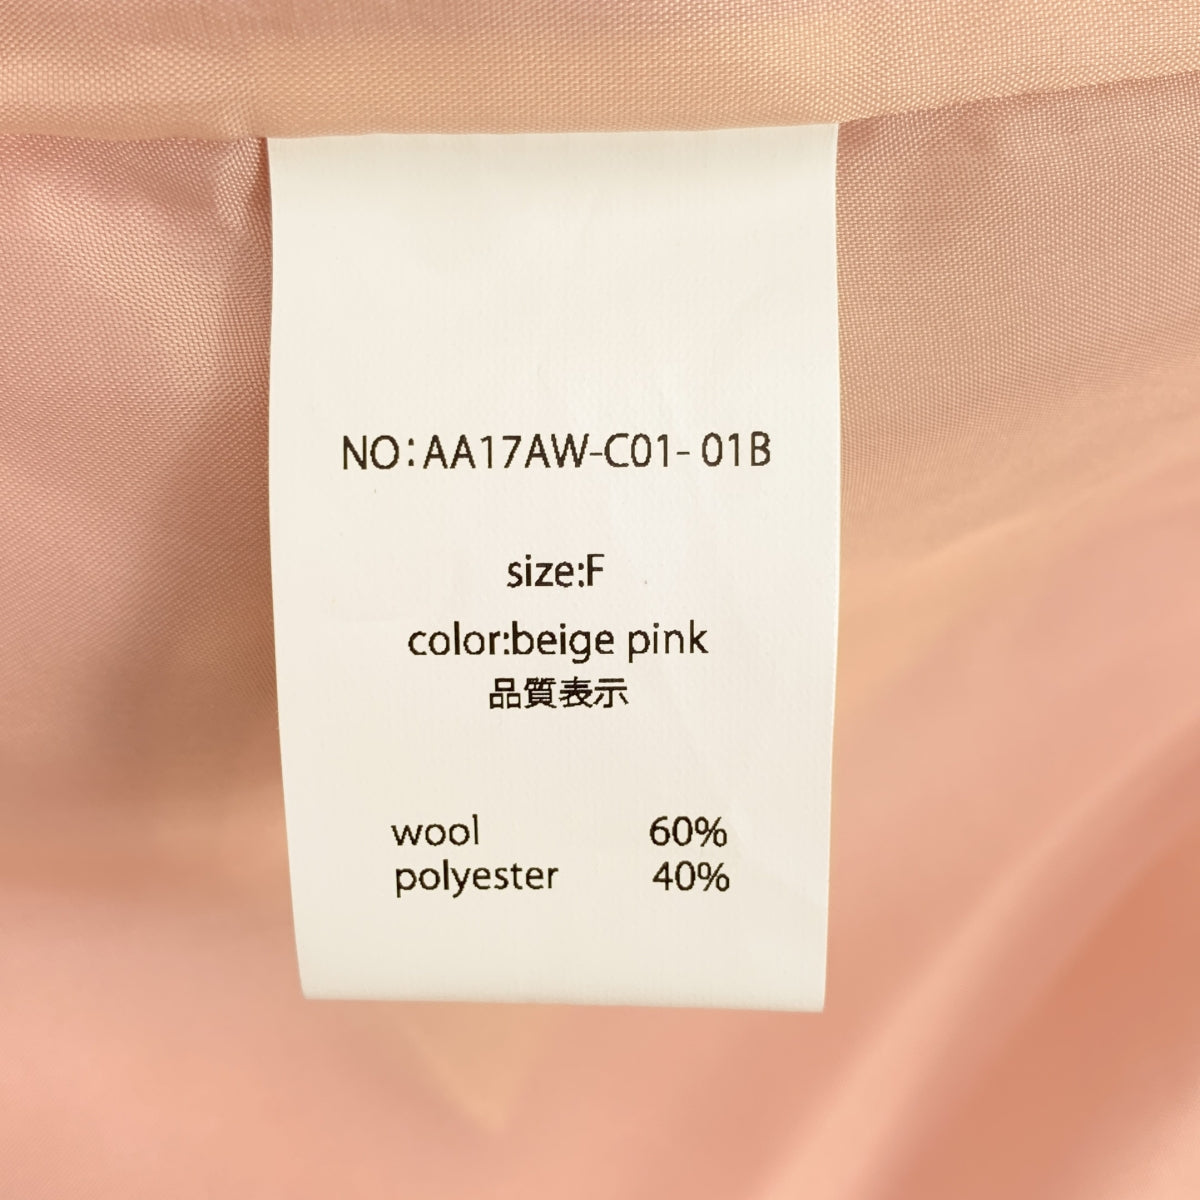 NO:AA17AW-C01- 01B
size:F
color:beige pink
品質表示
wool 60%
polyester 40%